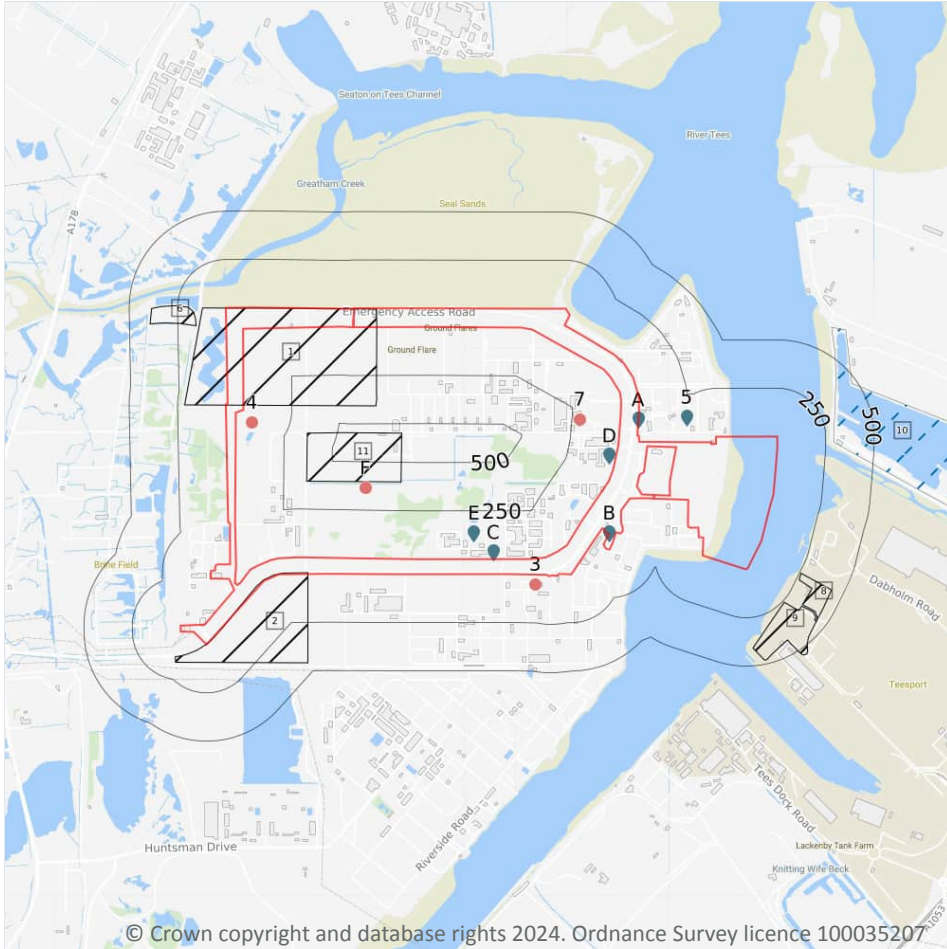 Seaton on Tees Channel
River Tees
Greatham Creek
A178
Seal Sands
6
Emergency Access Road
Ground Flares
1
Ground Flare
4
7
A
5
250
500
10
D
11
F
500
E
250
B
C
Bone Field
3
8
Dabholm Road
9
2
Teesport
Tees Dock Road
Riverside Road
Huntsman Drive
Lackenby Tank Farm
Knitting Wife Beck
A1053
© Crown copyright and database rights 2024. Ordnance Survey licence 100035207